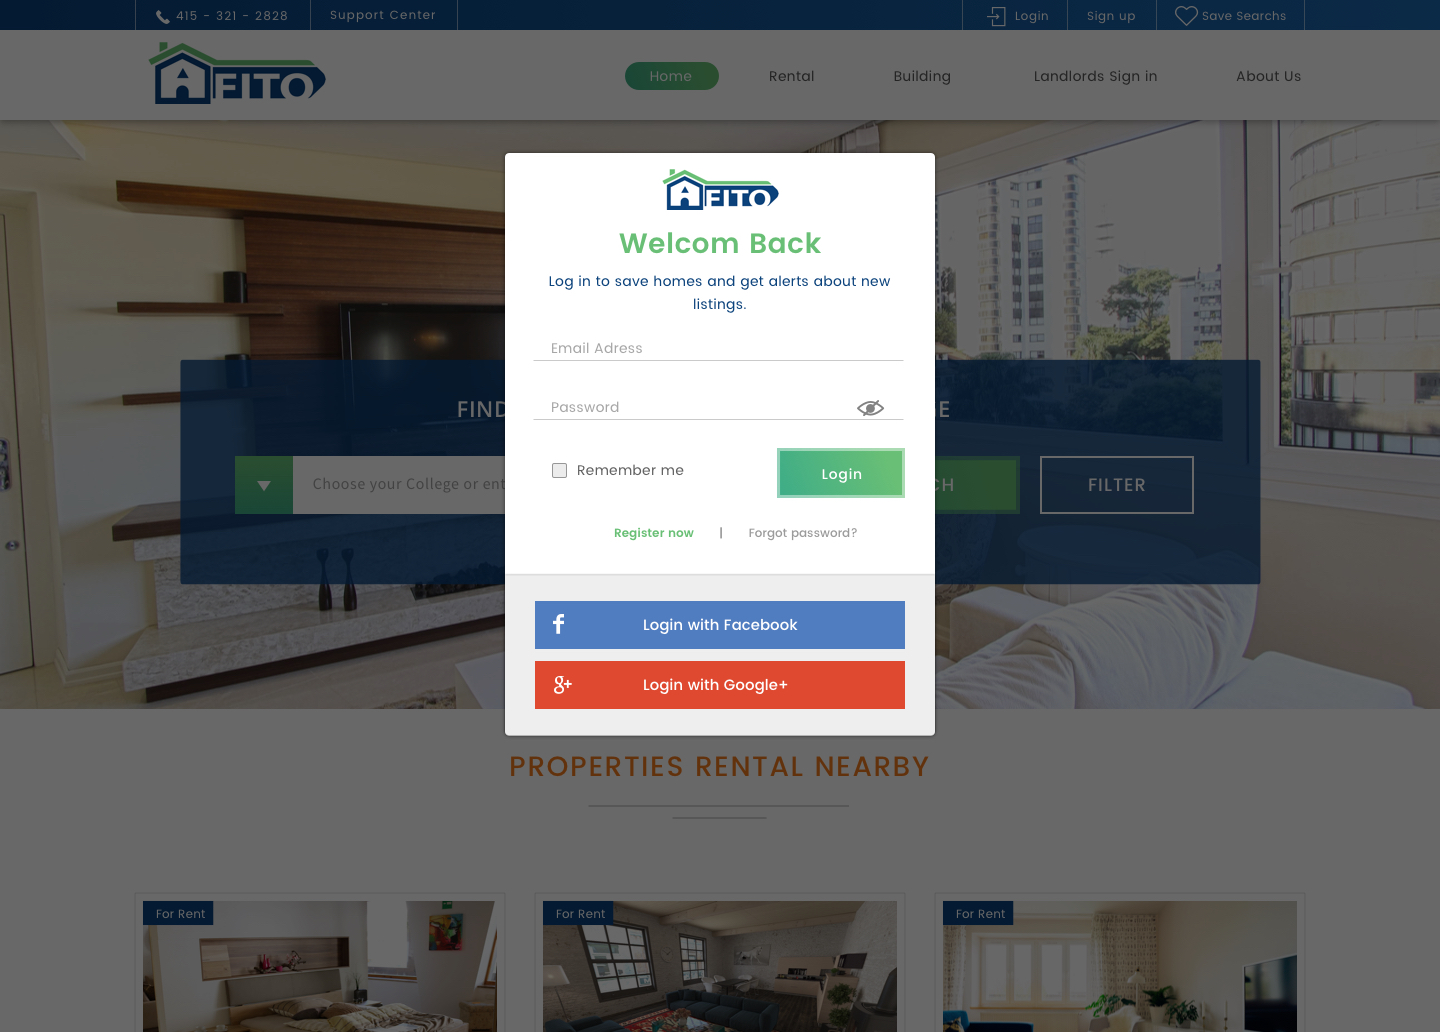 415 - 321 - 2828
Support Center
Login
Sign up
Save Searchs
AFITO
Home
Rental
Building
Landlords Sign in
About Us
AFITO
Welcom Back
Log in to save homes and get alerts about new
listings.
Email Adress
Password
Remember me
Login
Register now | Forgot password?
Login with Facebook
g+ Login with Google+
FIND
Choose your College or ent
CH
FILTER
PROPERTIES RENTAL NEARBY
For Rent
For Rent
For Rent